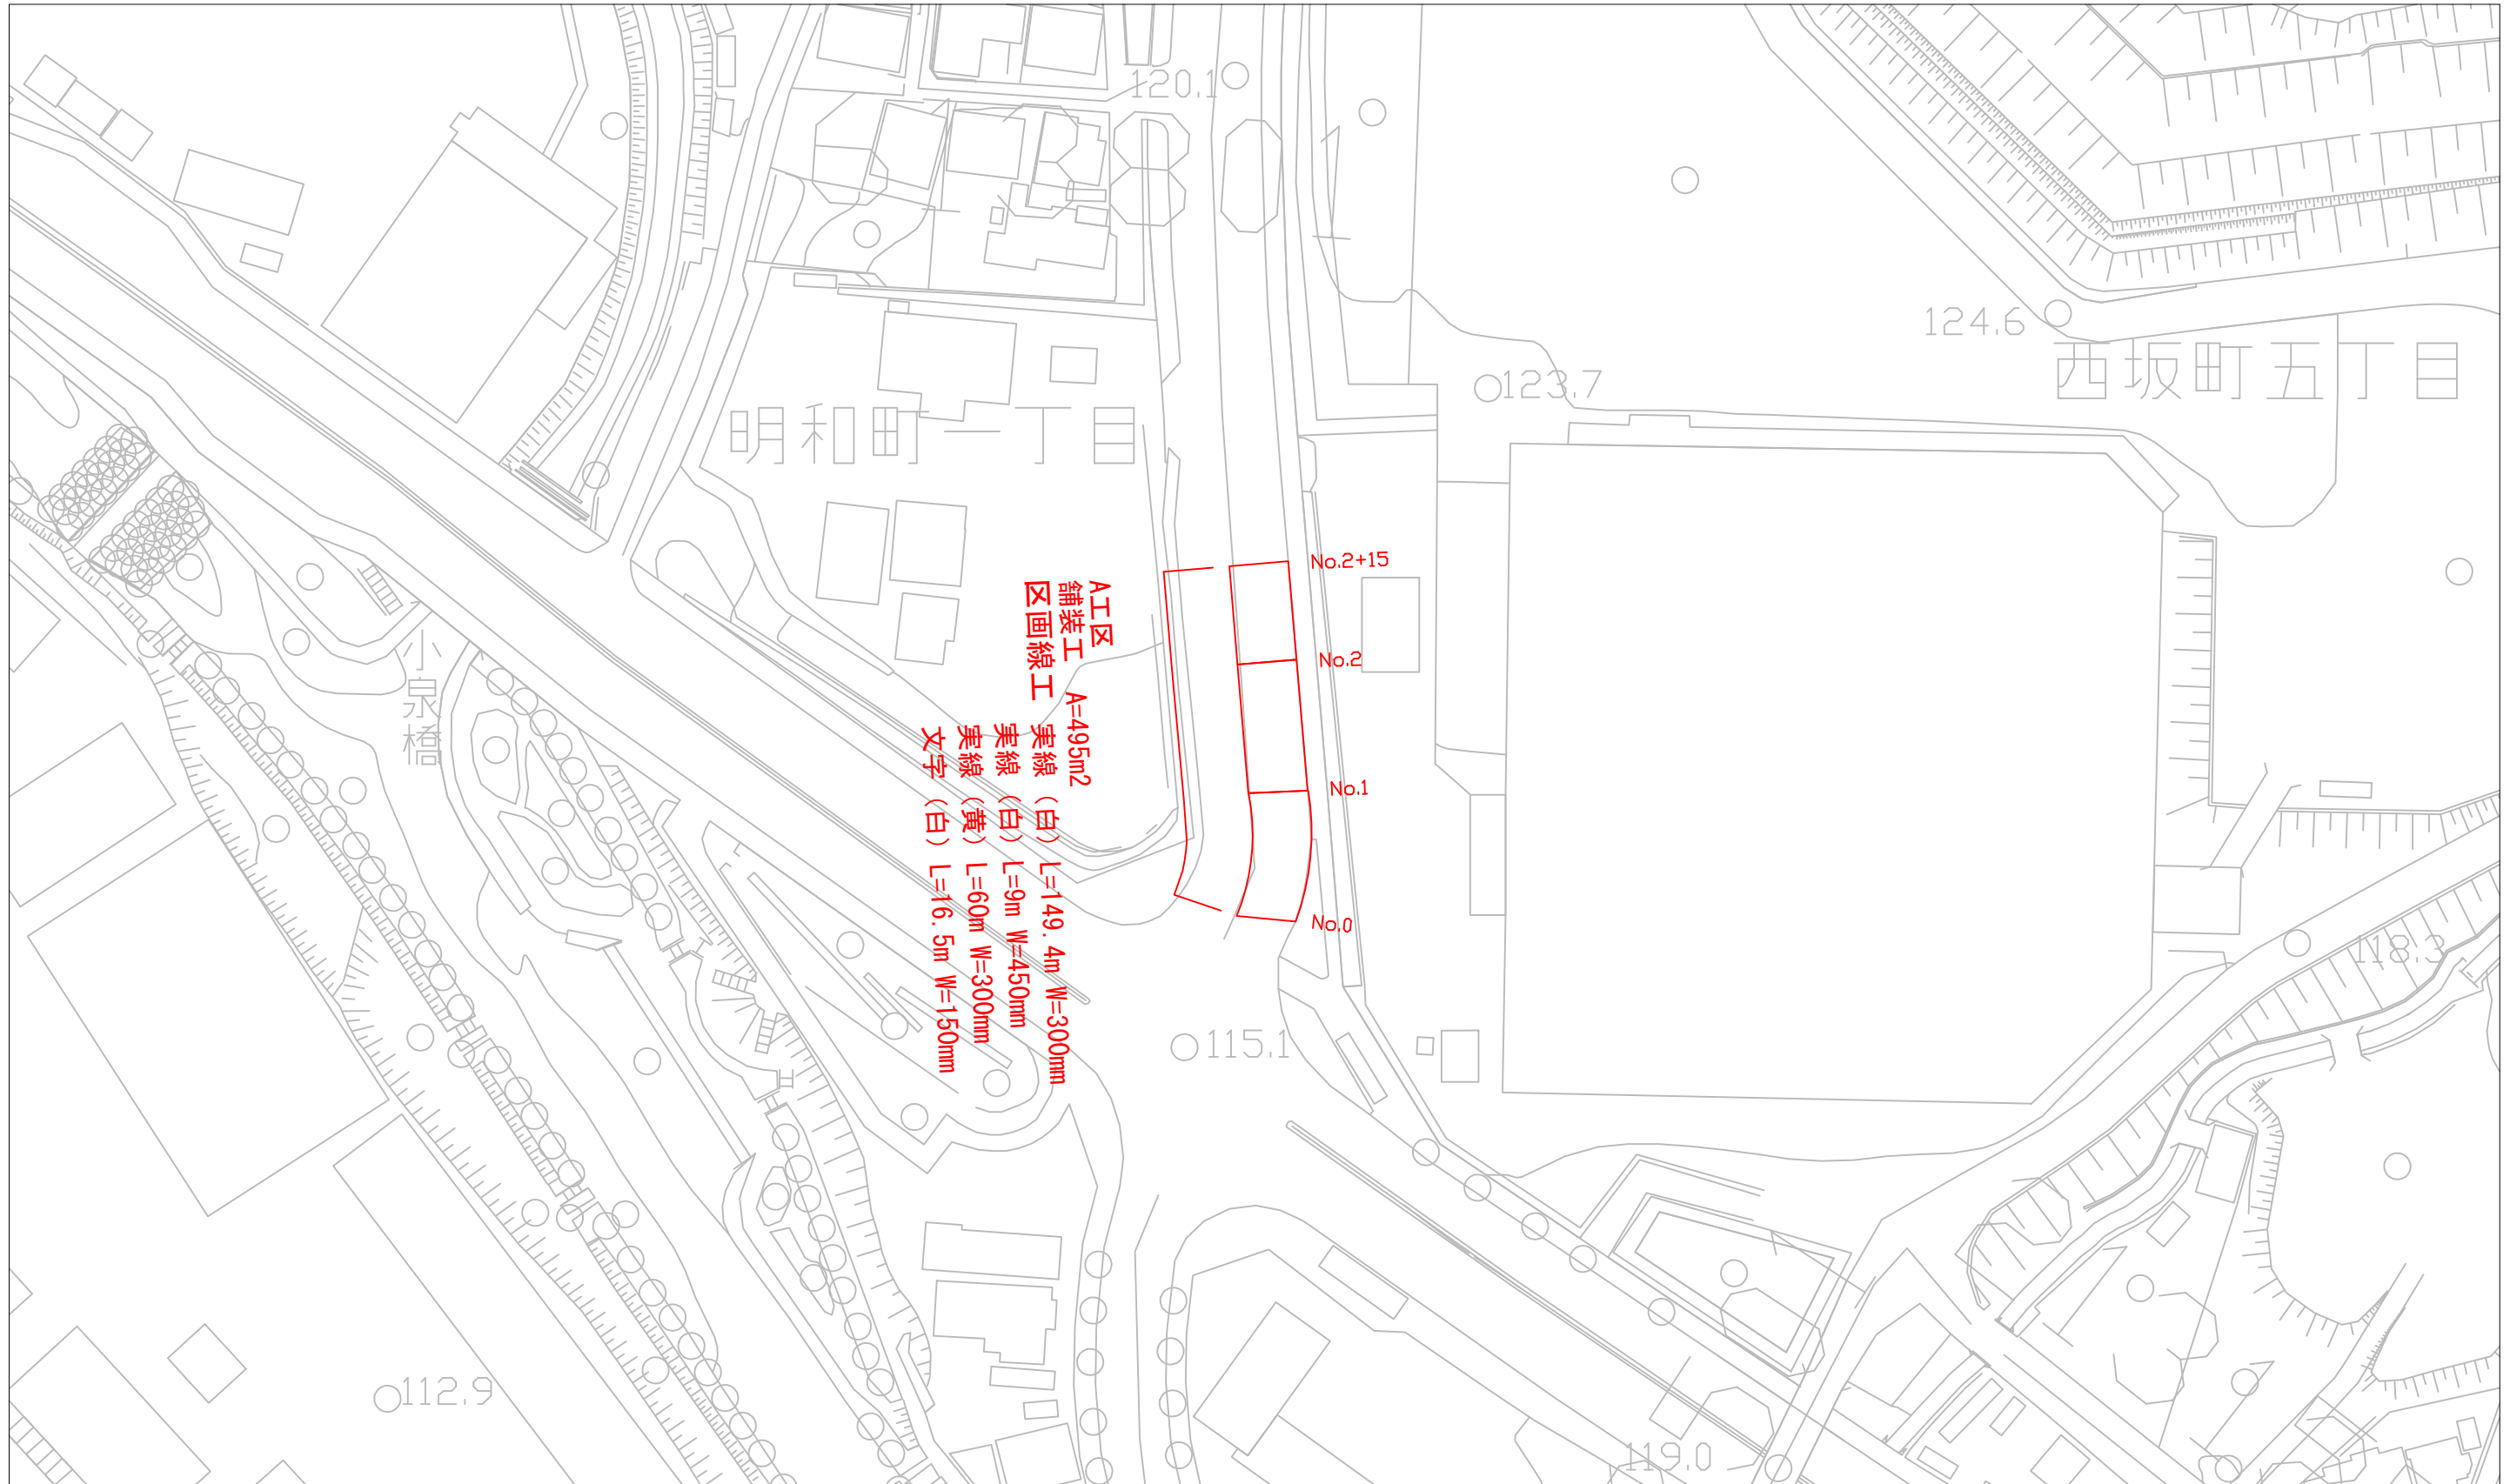 120.1
124.6
西坂町五丁目
123.7
明和町一丁目
No.2+15
No.2
No.1
No.0
A工区
舗装工 A=495m2
区画線工 実線 (白) L=149.4m W=300mm
実線 (白) L=9m W=450mm
実線 (黄) L=60m W=300mm
文字 (白) L=16.5m W=150mm
小泉橋
118.3
115.1
112.9
119.0